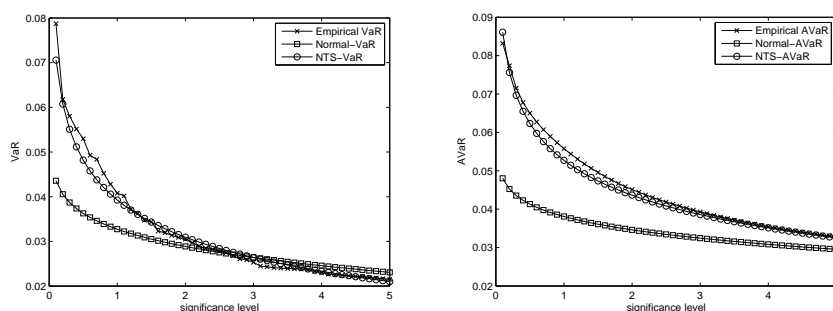 0.08
0.07
0.06
0.05
0.04
0.03
0.02
VaR
0 1 2 3 4 5
significance level
Empirical VaR
Normal−VaR
NTS−VaR
0.09
0.08
0.07
0.06
0.05
0.04
0.03
0.02
AVaR
0 1 2 3 4
significance level
Empirical AVaR
Normal−AVaR
NTS−AVaR